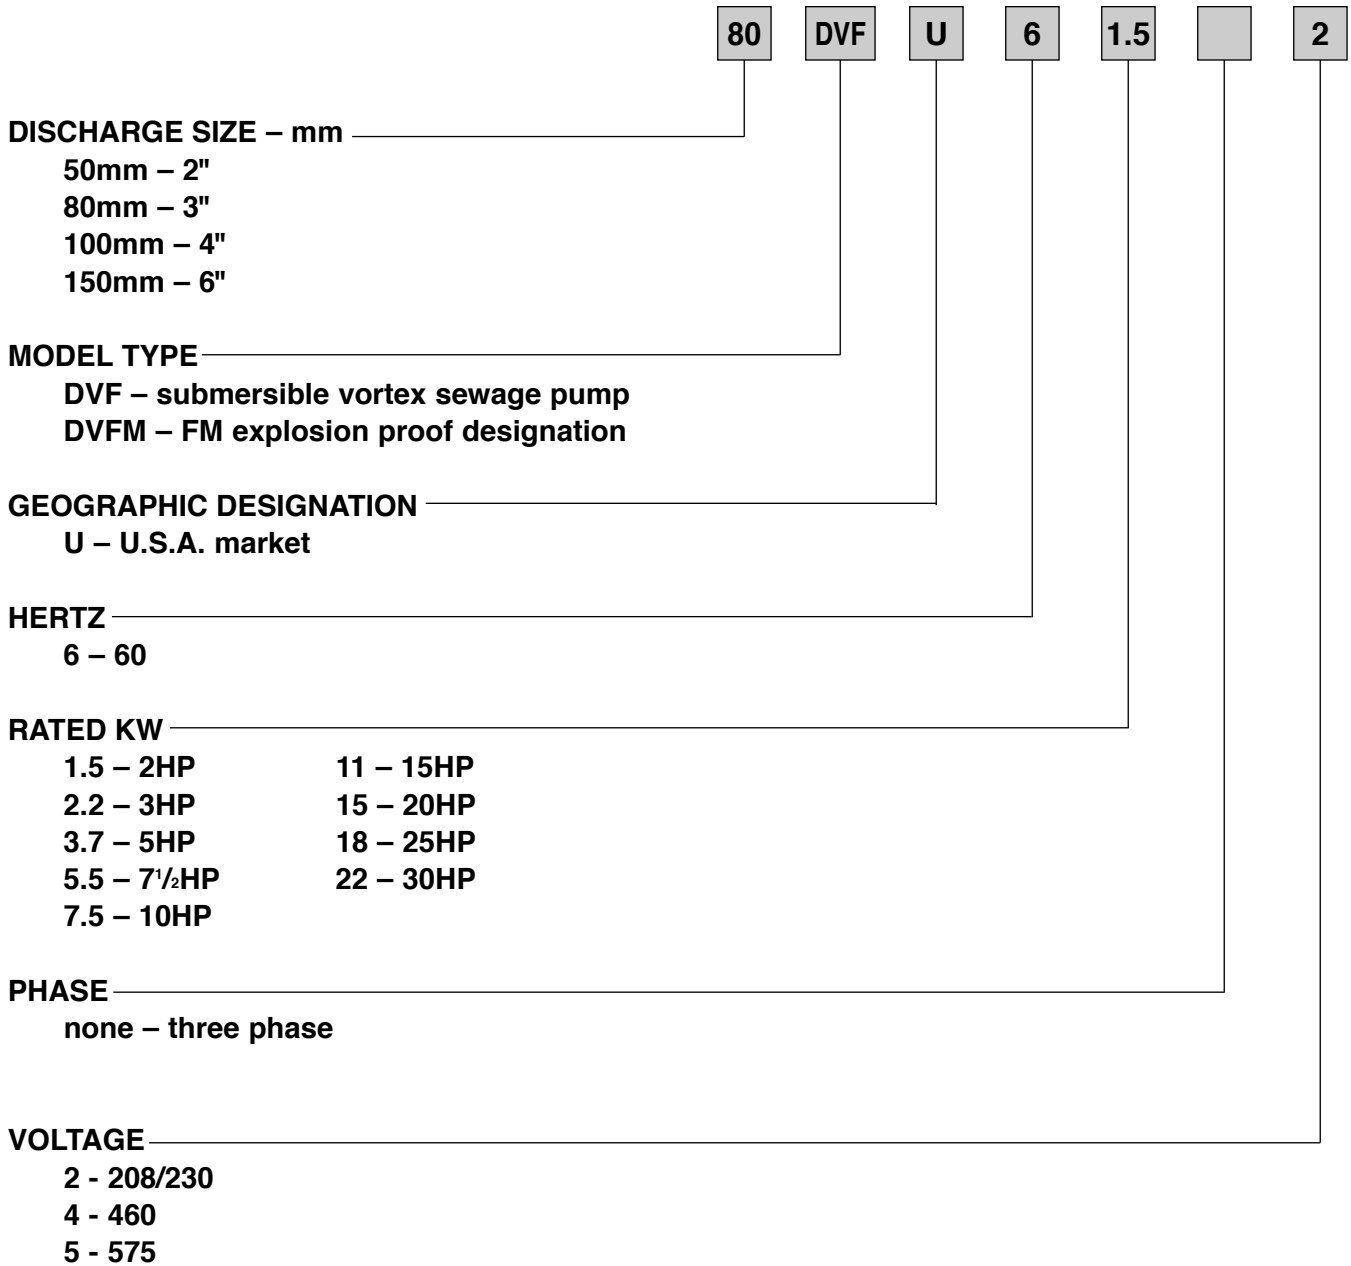 80 DVF U 6 1.5 2
DISCHARGE SIZE – mm
50mm – 2"
80mm – 3"
100mm – 4"
150mm – 6"
MODEL TYPE
DVF – submersible vortex sewage pump
DVFM – FM explosion proof designation
GEOGRAPHIC DESIGNATION
U – U.S.A. market
HERTZ
6 – 60
RATED KW
1.5 – 2HP 11 – 15HP
2.2 – 3HP 15 – 20HP
3.7 – 5HP 18 – 25HP
5.5 – 7 1/2HP 22 – 30HP
7.5 – 10HP
PHASE
none – three phase
VOLTAGE
2 - 208/230
4 - 460
5 - 575